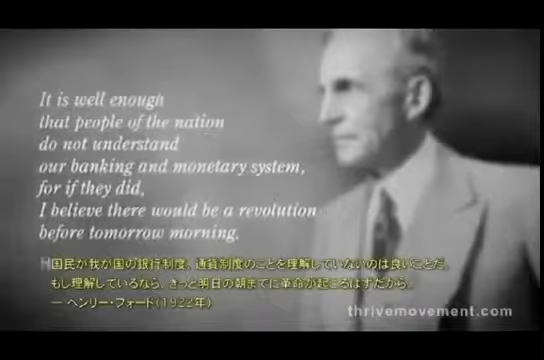 It is well enough
that people of the nation
do not understand
our banking and monetary system,
for if they did,
I believe there would be a revolution
before tomorrow morning.
国民が我が国の銀行制度、通貨制度のことを理解していないのは良いことだ。
もし理解しているなら、きっと明日の朝までに革命が起こるはずだから。
― ヘンリー・フォード(1922年)
thrivemovement.com